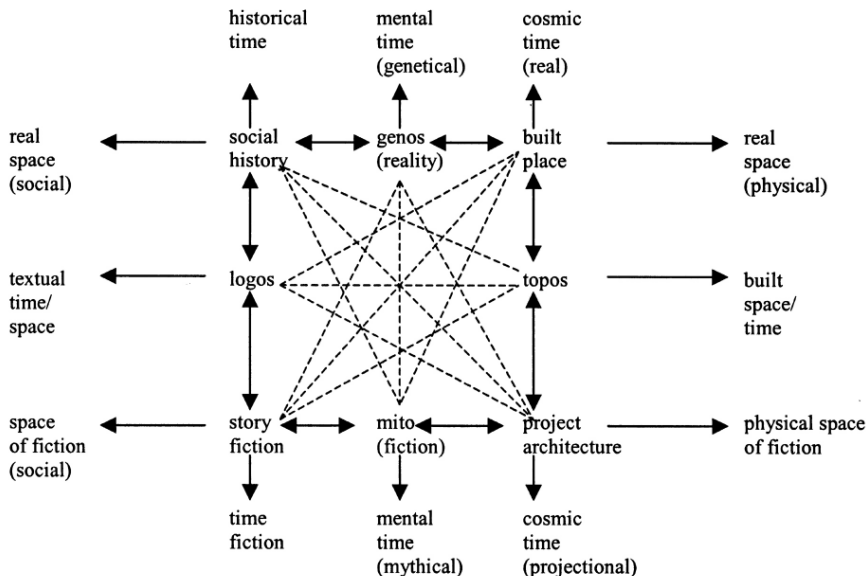 historical
time
mental
time
(genetical)
cosmic
time
(real)
real
space
(social)
social
history
genos
(reality)
built
place
real
space
(physical)
textual
time/
space
logos
topos
built
space/
time
space
of fiction
(social)
story
fiction
mito
(fiction)
project
architecture
physical space
of fiction
time
fiction
mental
time
(mythical)
cosmic
time
(projectional)